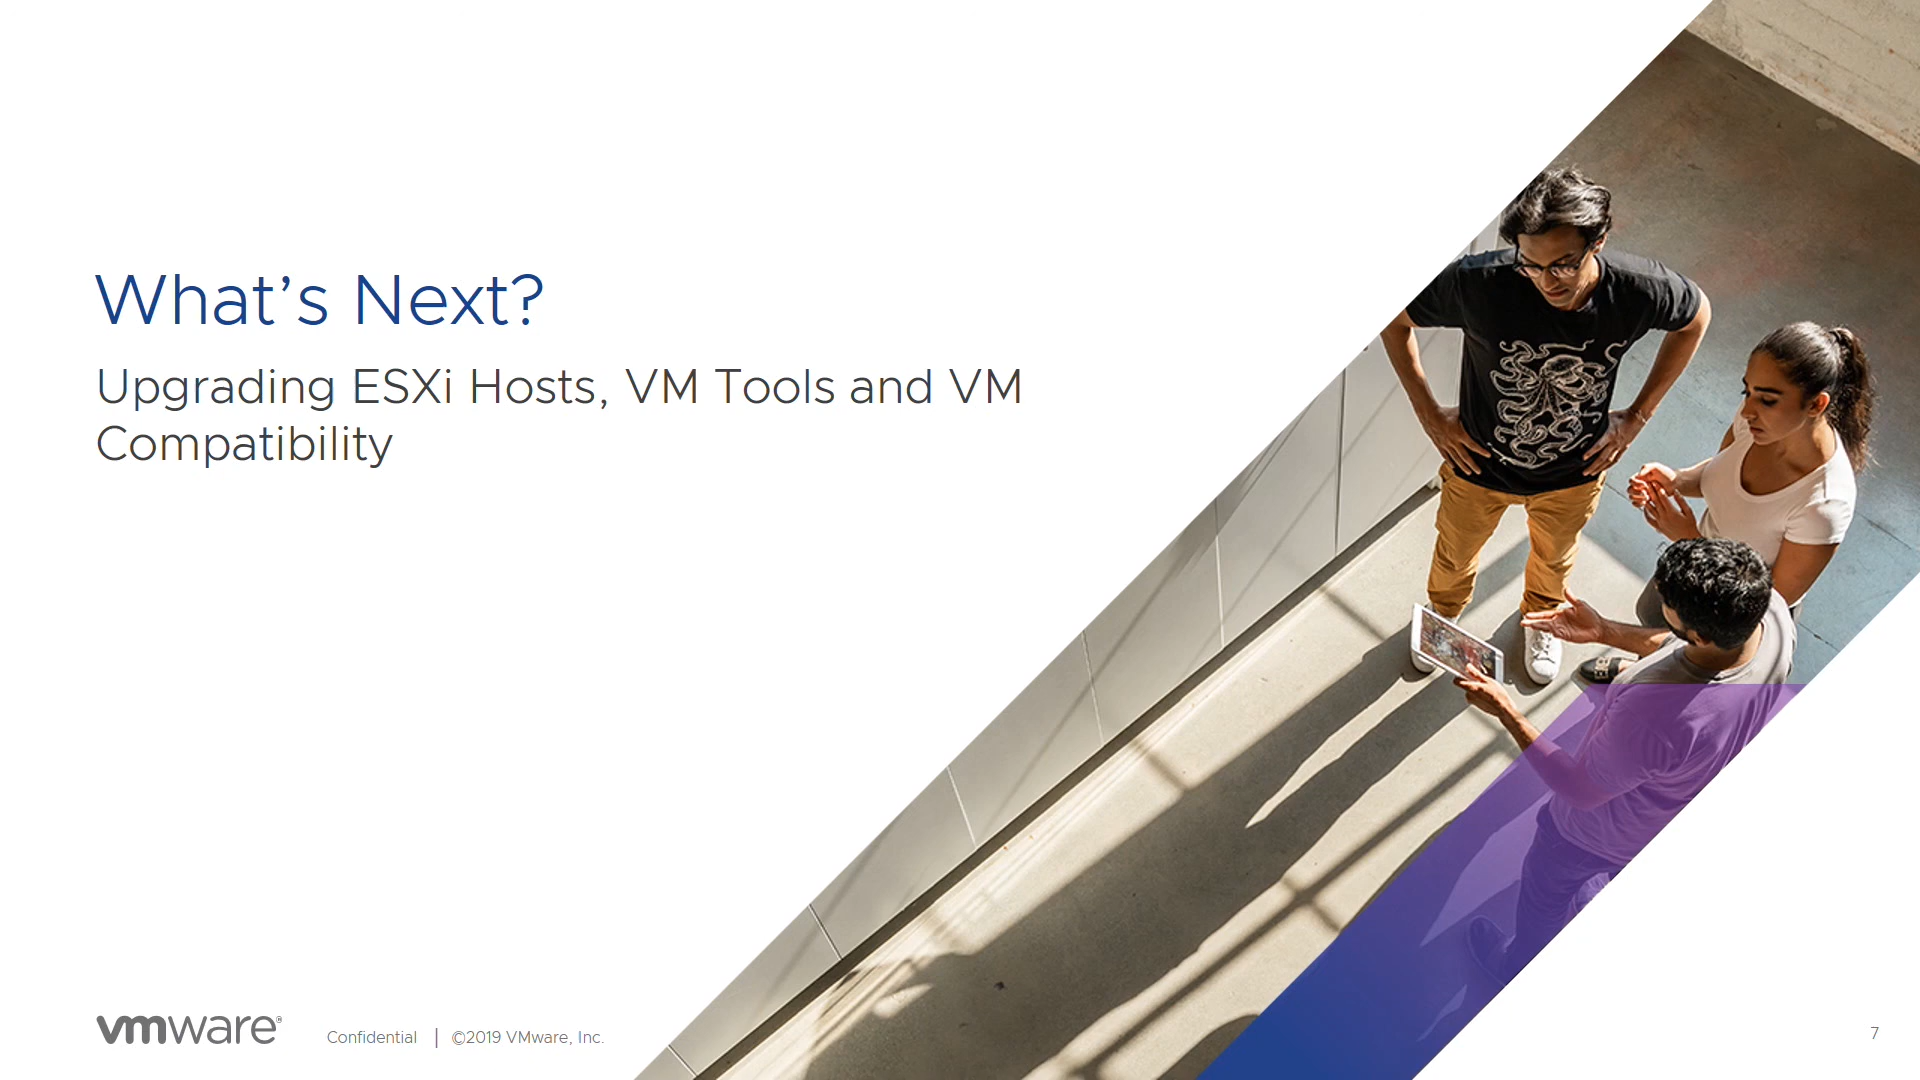 What’s Next?
Upgrading ESXi Hosts, VM Tools and VM
Compatibility
vmware®
Confidential | ©2019 VMware, Inc.
7